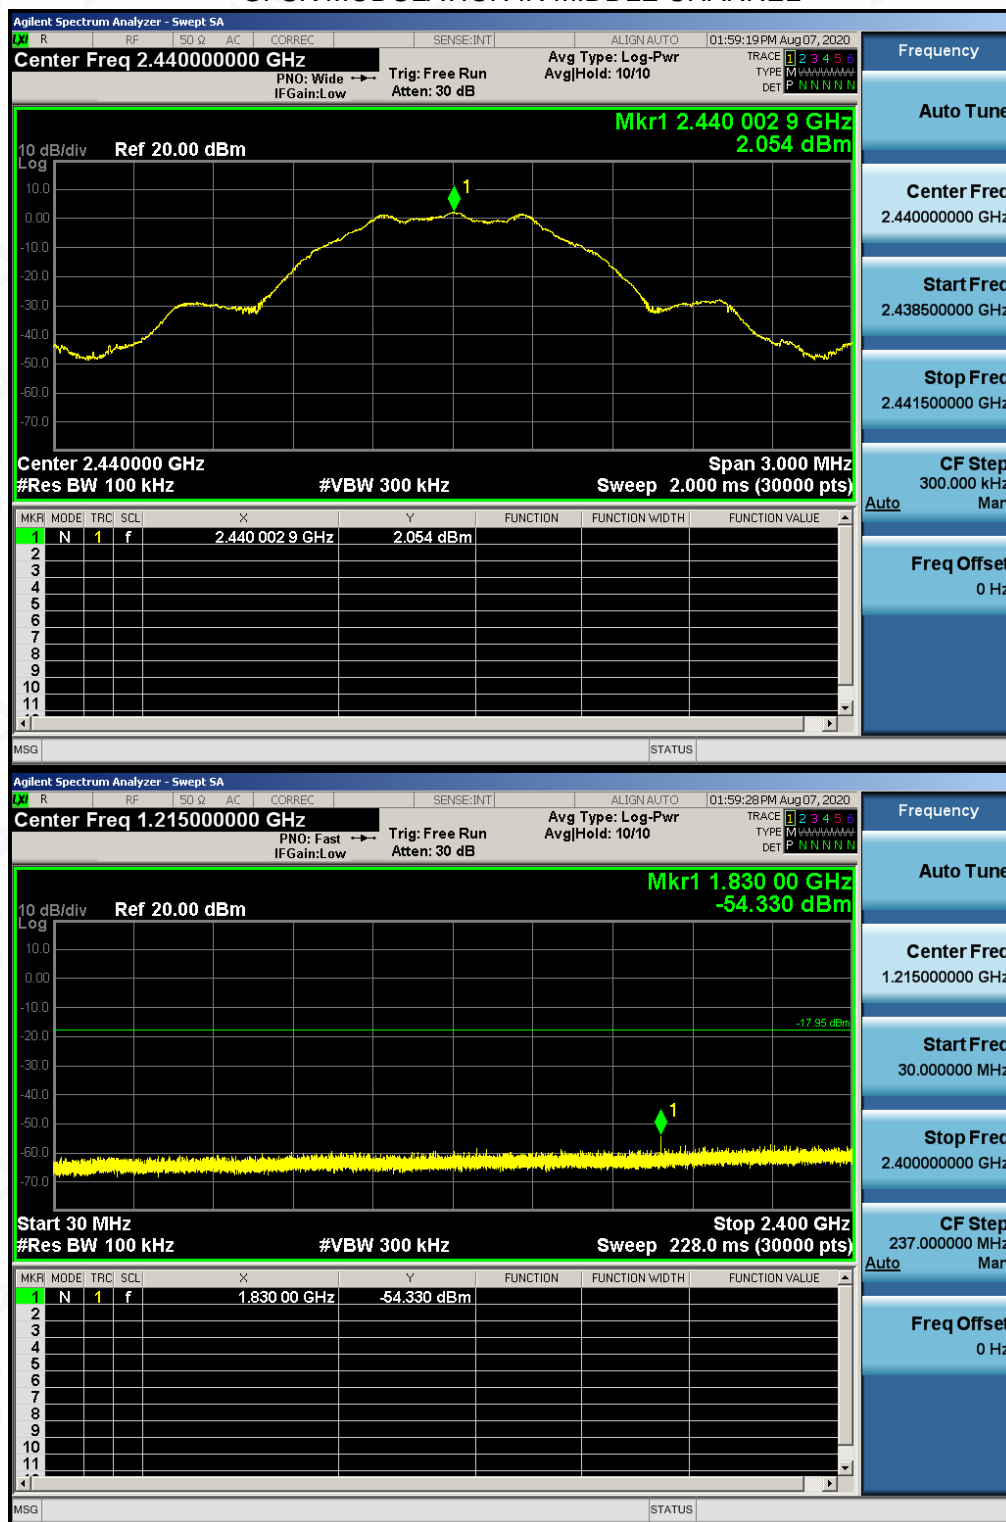 Agilent Spectrum Analyzer - Swept SA
LXI R RF 50 Ω AC CORREC SENSE:INT ALIGN AUTO 01:59:19 PM Aug 07, 2020
Center Freq 2.440000000 GHz
PNO: Wide
IFGain:Low
Trig: Free Run
Atten: 30 dB
Avg Type: Log-Pwr
Avg|Hold: 10/10
TRACE 1 2 3 4 5 6
TYPE M
DET P N N N N N
Mkr1 2.440 002 9 GHz
2.054 dBm
10 dB/div Ref 20.00 dBm
Log
10.0
0.00
-10.0
-20.0
-30.0
-40.0
-50.0
-60.0
-70.0
1
Center 2.440000 GHz Span 3.000 MHz
#Res BW 100 kHz #VBW 300 kHz Sweep 2.000 ms (30000 pts)
MKR MODE TRC SCL X Y FUNCTION FUNCTION WIDTH FUNCTION VALUE
1 N 1 f 2.440 002 9 GHz 2.054 dBm
2
3
4
5
6
7
8
9
10
11
MSG STATUS
Frequency
Auto Tune
Center Freq
2.440000000 GHz
Start Freq
2.438500000 GHz
Stop Freq
2.441500000 GHz
CF Step
300.000 kHz
Auto Man
Freq Offset
0 Hz
Agilent Spectrum Analyzer - Swept SA
LXI R RF 50 Ω AC CORREC SENSE:INT ALIGN AUTO 01:59:28 PM Aug 07, 2020
Center Freq 1.215000000 GHz
PNO: Fast
IFGain:Low
Trig: Free Run
Atten: 30 dB
Avg Type: Log-Pwr
Avg|Hold: 10/10
TRACE 1 2 3 4 5 6
TYPE M
DET P N N N N N
Mkr1 1.830 00 GHz
-54.330 dBm
10 dB/div Ref 20.00 dBm
Log
10.0
0.00
-10.0
-20.0
-30.0
-40.0
-50.0
-60.0
-70.0
-17.95 dBm
1
Start 30 MHz Stop 2.400 GHz
#Res BW 100 kHz #VBW 300 kHz Sweep 228.0 ms (30000 pts)
MKR MODE TRC SCL X Y FUNCTION FUNCTION WIDTH FUNCTION VALUE
1 N 1 f 1.830 00 GHz -54.330 dBm
2
3
4
5
6
7
8
9
10
11
MSG STATUS
Frequency
Auto Tune
Center Freq
1.215000000 GHz
Start Freq
30.000000 MHz
Stop Freq
2.400000000 GHz
CF Step
237.000000 MHz
Auto Man
Freq Offset
0 Hz